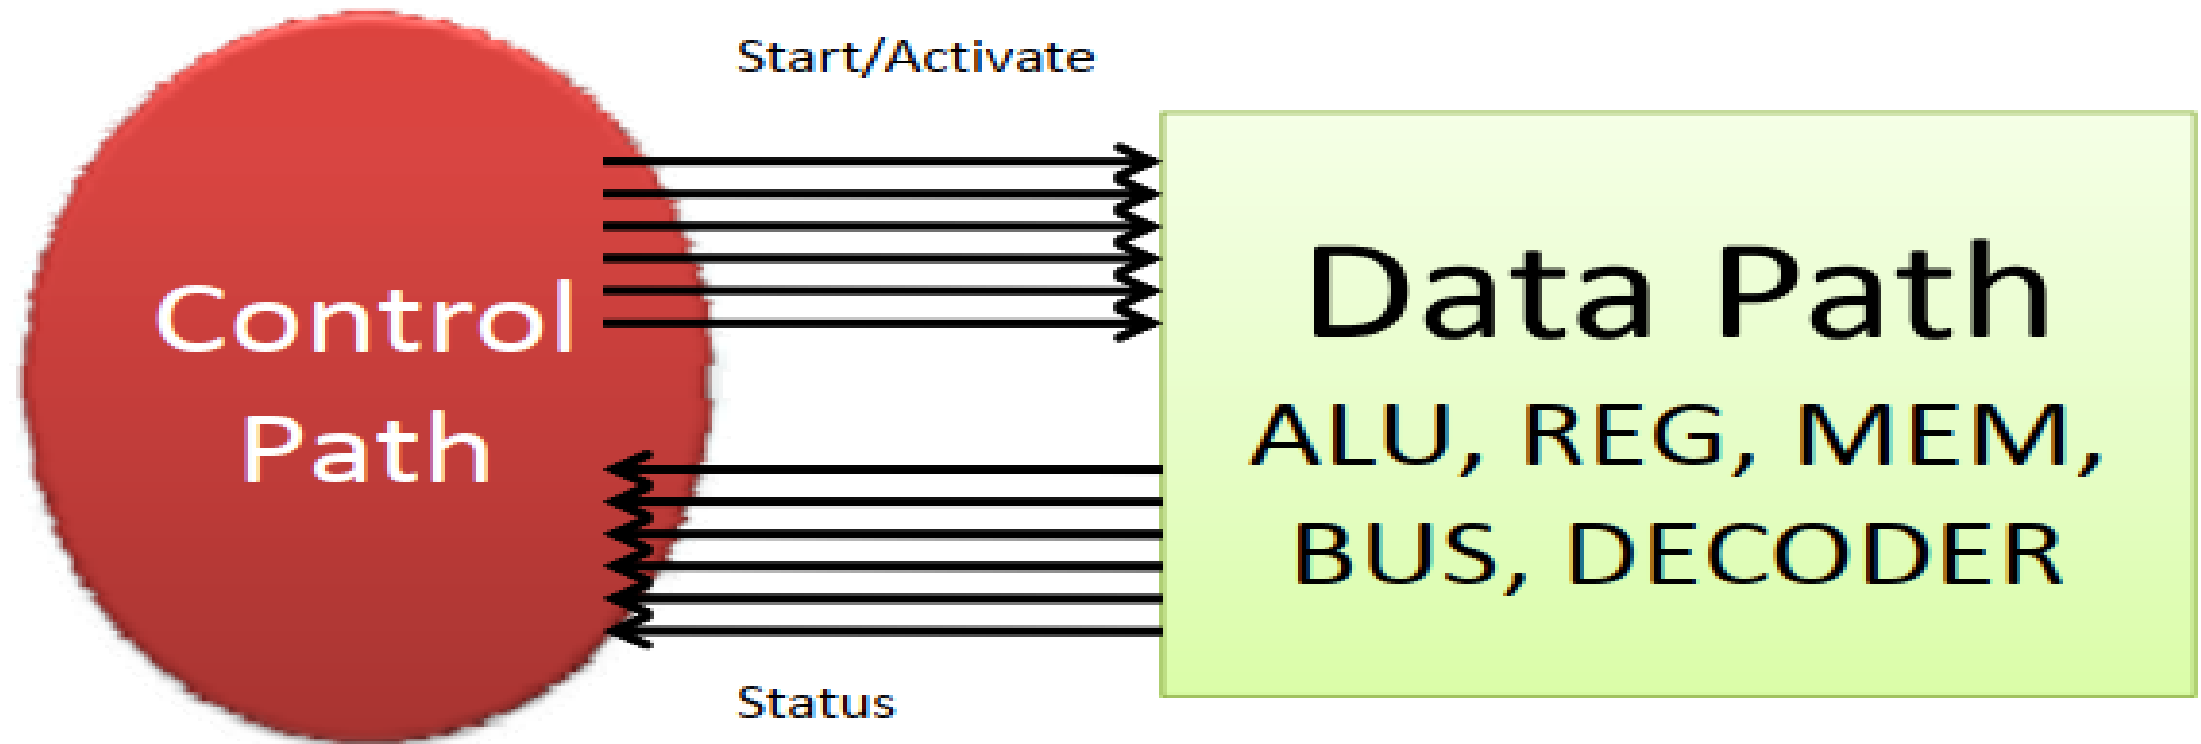 Start/Activate
Control
Path
Data Path
ALU, REG, MEM,
BUS, DECODER
Status